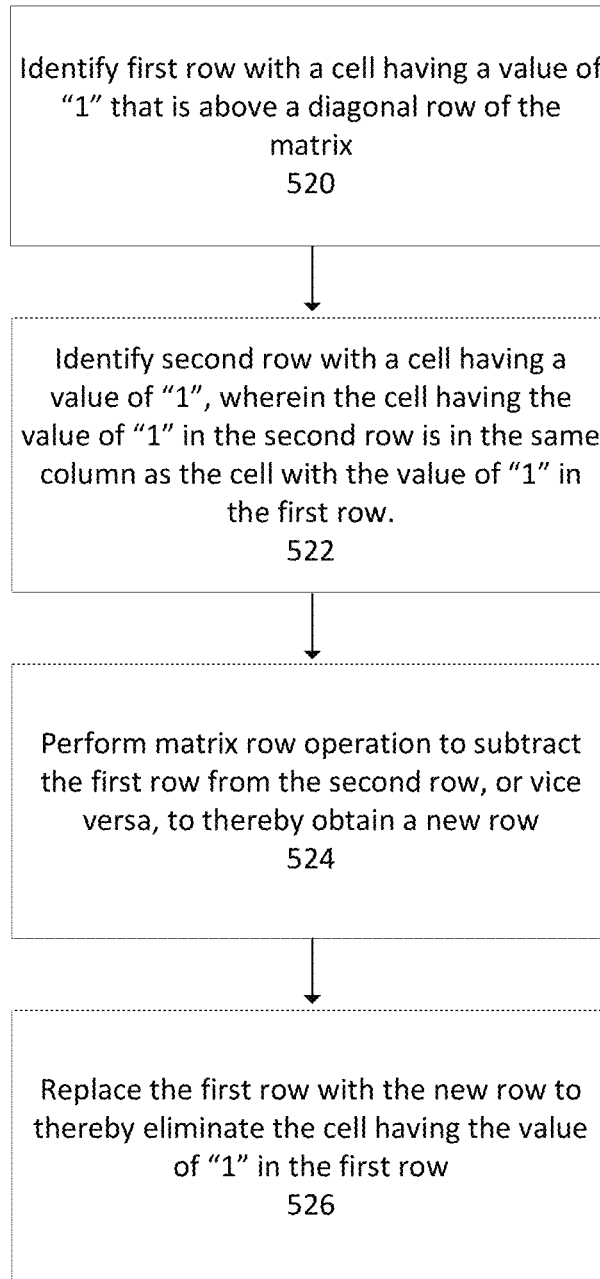 Identify first row with a cell having a value of
“1” that is above a diagonal row of the
matrix
520
Identify second row with a cell having a
value of “1”, wherein the cell having the
value of “1” in the second row is in the same
column as the cell with the value of “1” in
the first row.
522
Perform matrix row operation to subtract
the first row from the second row, or vice
versa, to thereby obtain a new row
524
Replace the first row with the new row to
thereby eliminate the cell having the value
of “1” in the first row
526